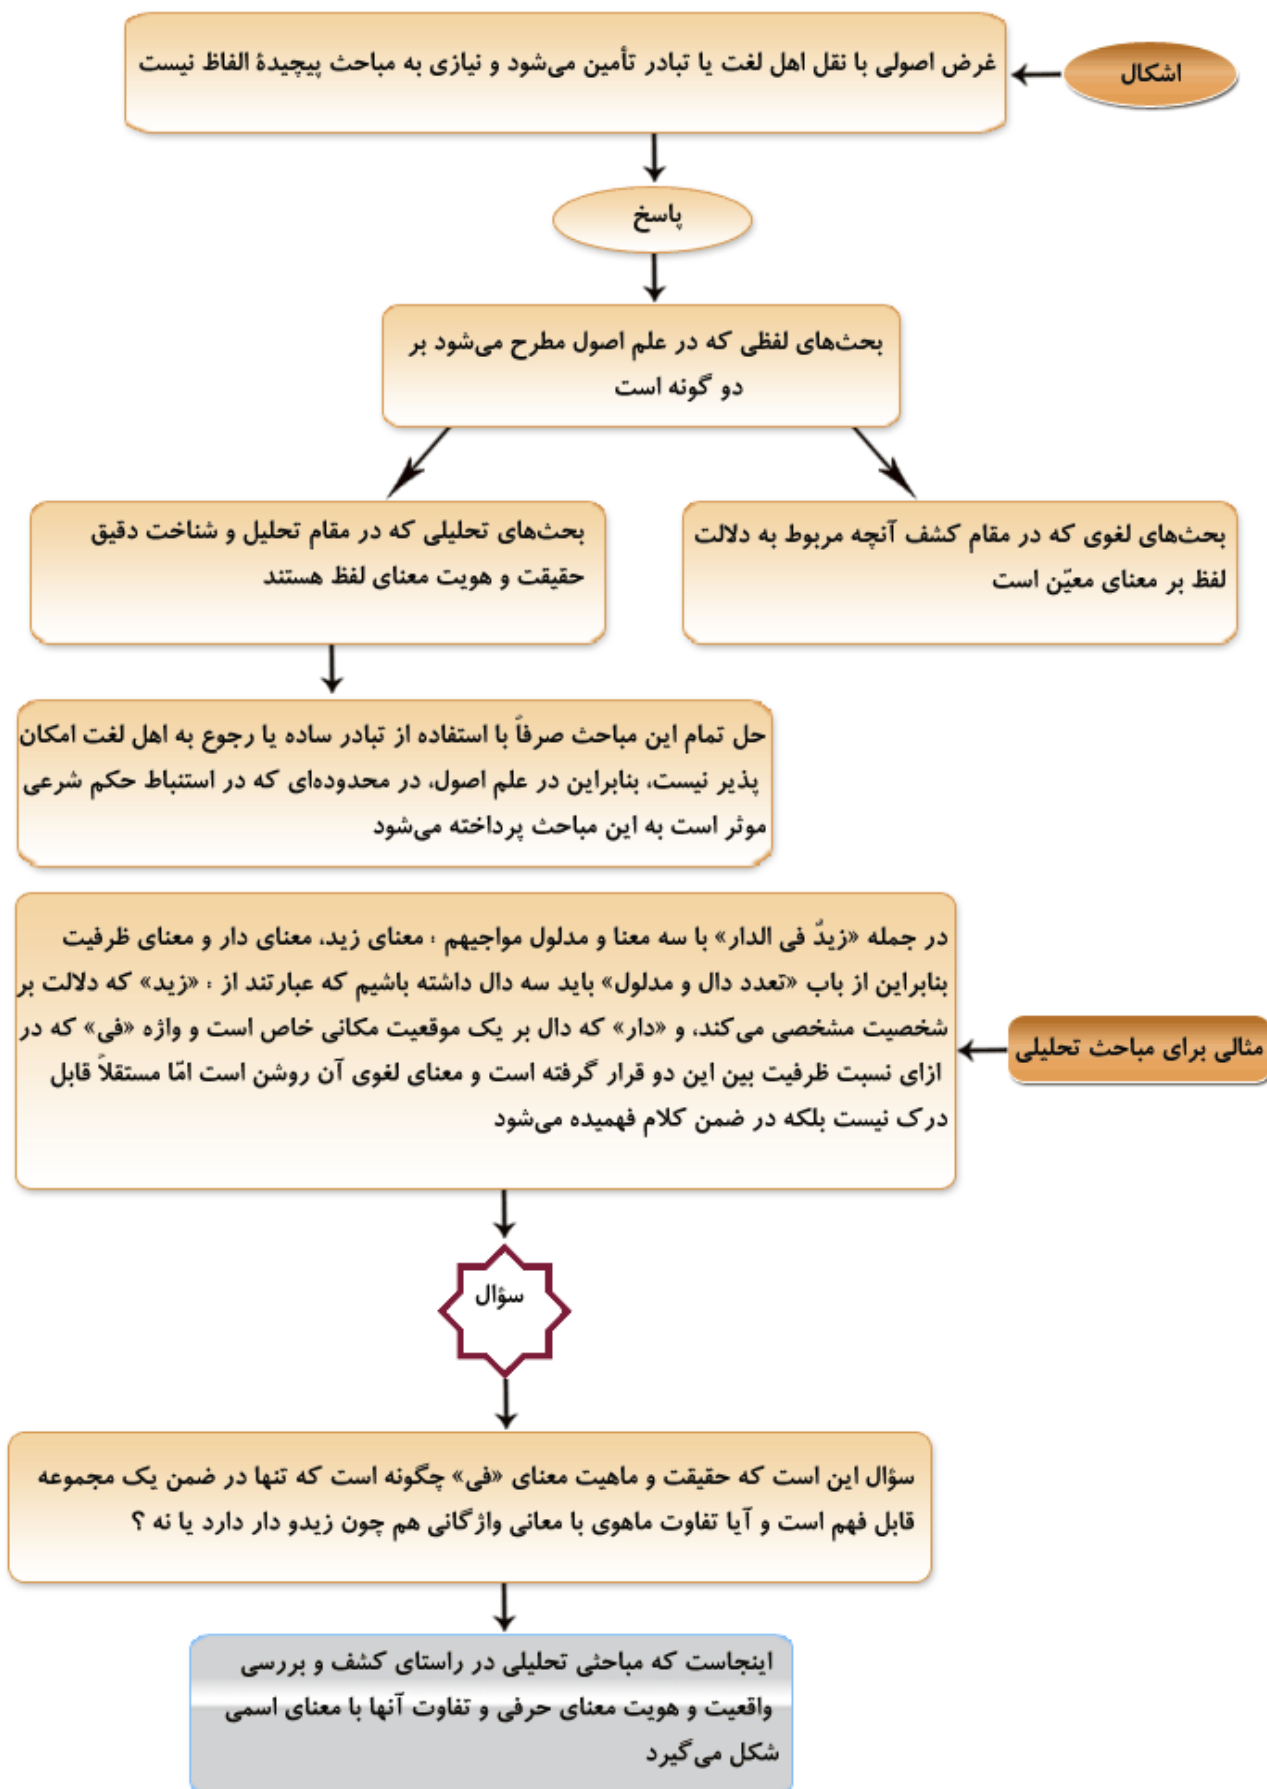 اشکال
غرض اصولی با نقل اهل لغت یا تبادر تأمین می‌شود و نیازی به مباحث پیچیدهٔ الفاظ نیست
پاسخ
بحث‌های لفظی که در علم اصول مطرح می‌شود بر
دو گونه است
بحث‌های لغوی که در مقام کشف آنچه مربوط به دلالت
لفظ بر معنای معیّن است
بحث‌های تحلیلی که در مقام تحلیل و شناخت دقیق
حقیقت و هویت معنای لفظ هستند
حل تمام این مباحث صرفاً با استفاده از تبادر ساده یا رجوع به اهل لغت امکان
پذیر نیست، بنابراین در علم اصول، در محدوده‌ای که در استنباط حکم شرعی
موثر است به این مباحث پرداخته می‌شود
مثالی برای مباحث تحلیلی
در جمله «زیدٌ فی الدار» با سه معنا و مدلول مواجیهم : معنای زید، معنای دار و معنای ظرفیت
بنابراین از باب «تعدد دال و مدلول» باید سه دال داشته باشیم که عبارتند از : «زید» که دلالت بر
شخصیت مشخصی می‌کند، و «دار» که دال بر یک موقعیت مکانی خاص است و واژه «فی» که در
ازای نسبت ظرفیت بین این دو قرار گرفته است و معنای لغوی آن روشن است امّا مستقلاً قابل
درک نیست بلکه در ضمن کلام فهمیده می‌شود
سؤال
سؤال این است که حقیقت و ماهیت معنای «فی» چگونه است که تنها در ضمن یک مجموعه
قابل فهم است و آیا تفاوت ماهوی با معانی واژگانی هم چون زیدو دار دارد یا نه ؟
اینجاست که مباحثی تحلیلی در راستای کشف و بررسی
واقعیت و هویت معنای حرفی و تفاوت آنها با معنای اسمی
شکل می‌گیرد